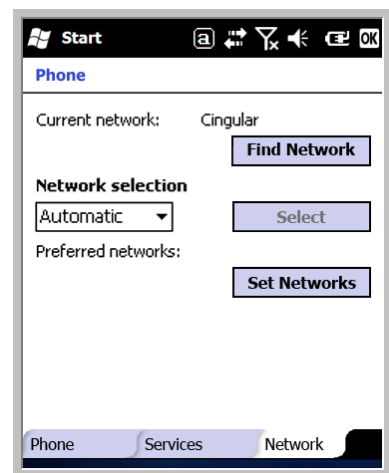 Start a OK
Phone
Current network: Cingular
Find Network
Network selection
Automatic Select
Preferred networks:
Set Networks
Phone Services Network